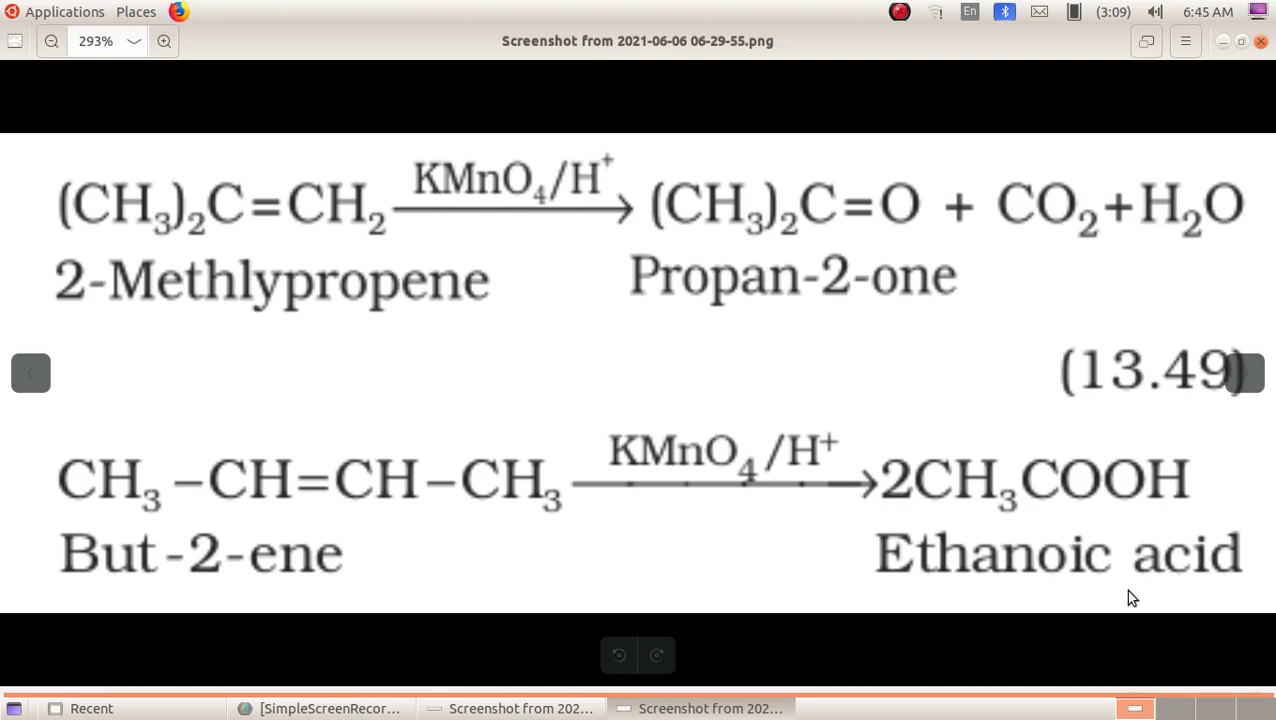 Applications Places En (3:09) 6:45 AM
293% Screenshot from 2021-06-06 06-29-55.png
(CH₃)₂C=CH₂ KMnO₄/H⁺ (CH₃)₂C=O + CO₂+H₂O
2-Methlypropene Propan-2-one
(13.49)
CH₃–CH=CH–CH₃ KMnO₄/H⁺ 2CH₃COOH
But-2-ene Ethanoic acid
Recent [SimpleScreenRecor... Screenshot from 202... Screenshot from 202...